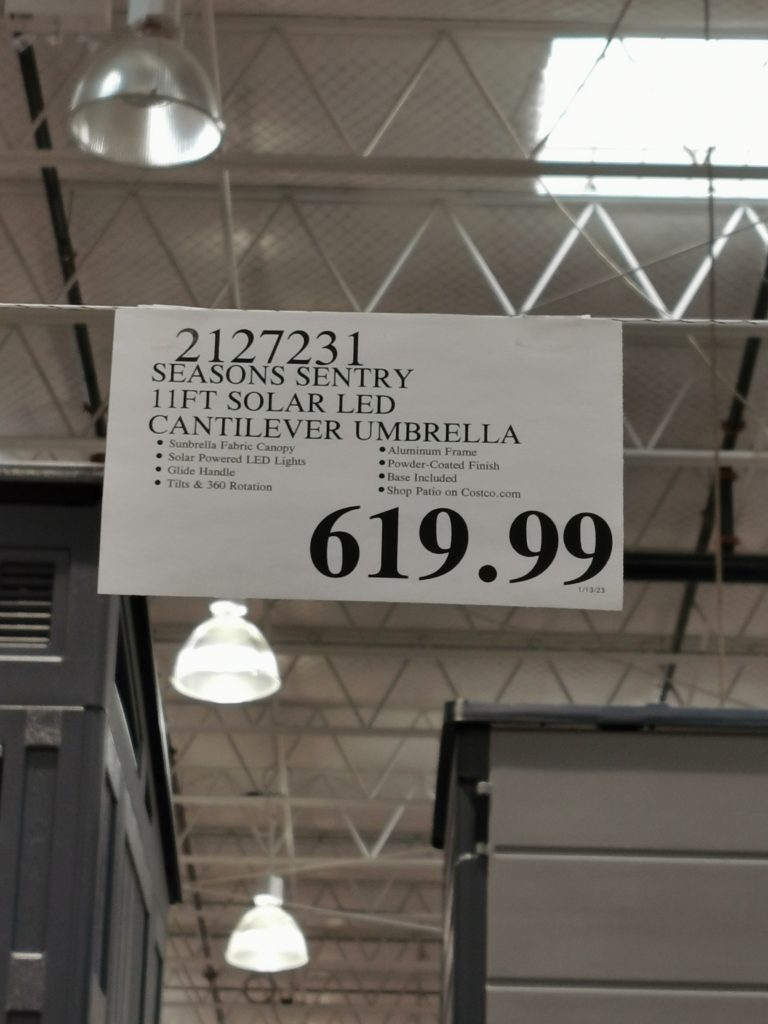 2127231
SEASONS SENTRY
11FT SOLAR LED
CANTILEVER UMBRELLA
• Sunbrella Fabric Canopy
• Solar Powered LED Lights
• Glide Handle
• Tilts & 360 Rotation
• Aluminum Frame
• Powder-Coated Finish
• Base Included
• Shop Patio on Costco.com
619.99
1/13/23